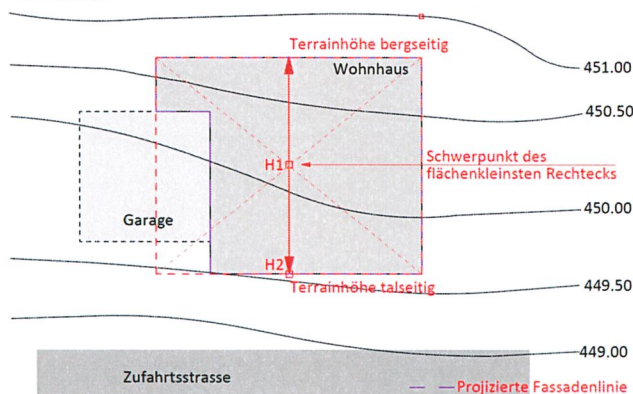 Terrainhöhe bergseitig
Wohnhaus
451.00
450.50
H1
Schwerpunkt des
flächenkleinsten Rechtecks
Garage
450.00
H2
Terrainhöhe talseitig
449.50
449.00
Zufahrtsstrasse
Projizierte Fassadenlinie